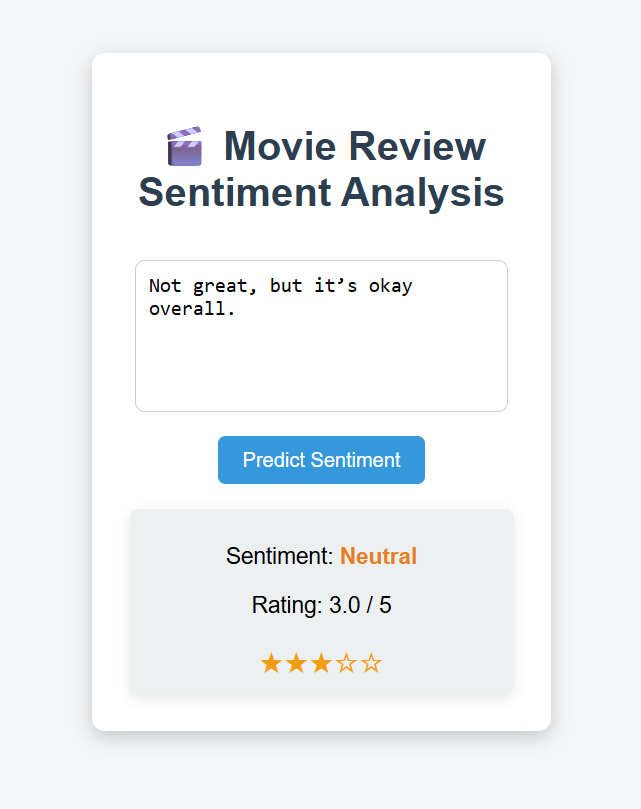 🎬 Movie Review
Sentiment Analysis
Not great, but it’s okay
overall.
Predict Sentiment
Sentiment: Neutral
Rating: 3.0 / 5
★★★☆☆